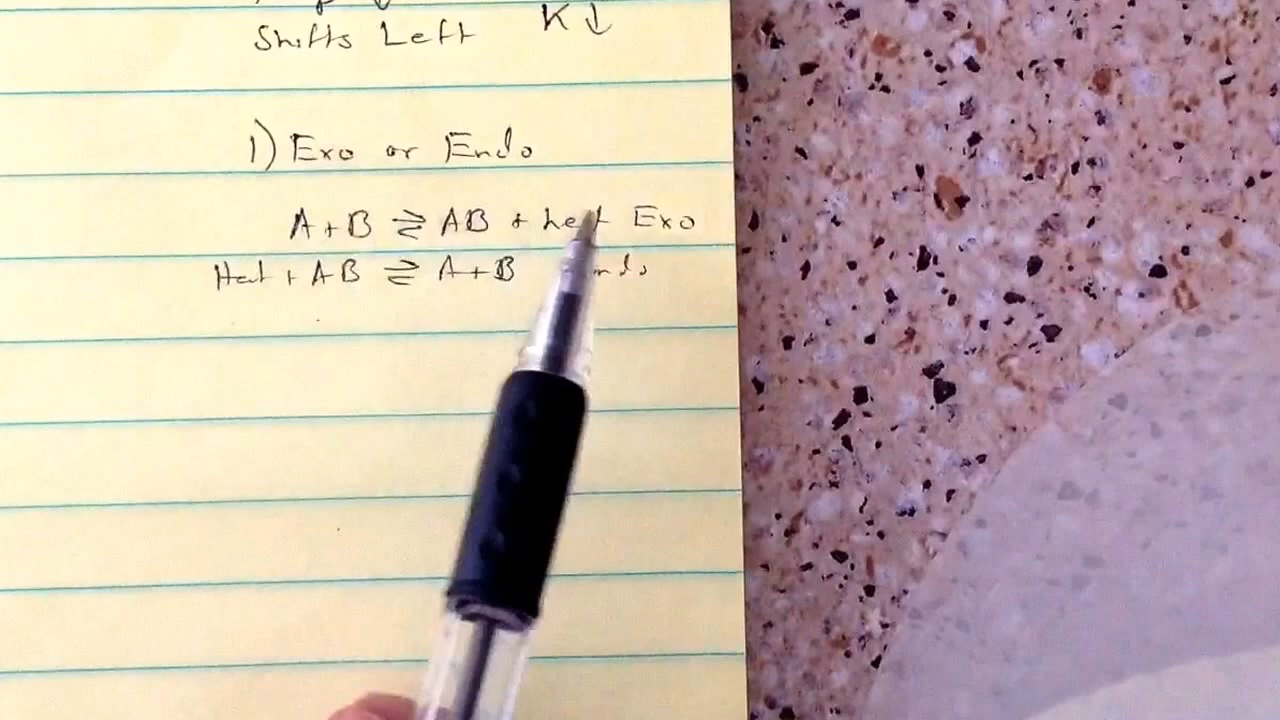 Shifts Left K↓
1) Exo or Endo
A + B ⇌ AB + heat Exo
Heat + AB ⇌ A + B